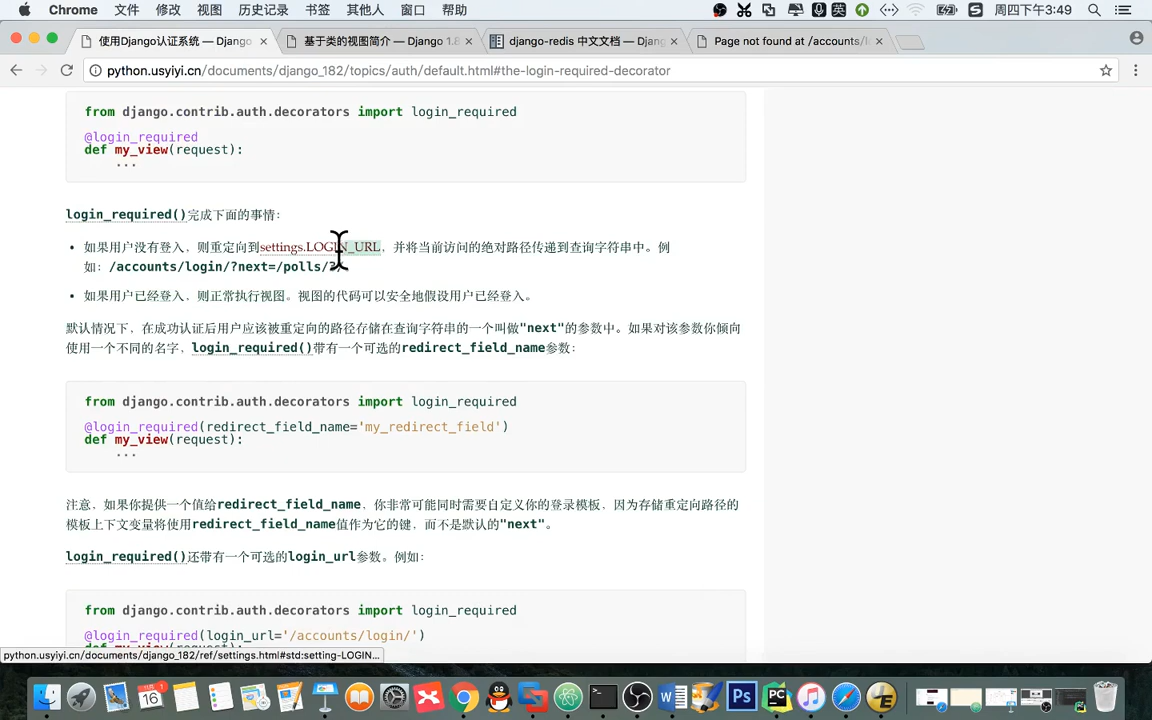 Chrome 文件 修改 视图 历史记录 书签 其他人 窗口 帮助 英 周四下午3:49
使用Django认证系统 — Django 基于类的视图简介 — Django 1.8 django-redis 中文文档 — Djan Page not found at /accounts/l
python.usyiyi.cn/documents/django_182/topics/auth/default.html#the-login-required-decorator
from django.contrib.auth.decorators import login_required
@login_required
def my_view(request):
...
login_required()完成下面的事情：
• 如果用户没有登入，则重定向到settings.LOGIN_URL，并将当前访问的绝对路径传递到查询字符串中。例
如：/accounts/login/?next=/polls/3/
• 如果用户已经登入，则正常执行视图。视图的代码可以安全地假设用户已经登入。
默认情况下，在成功认证后用户应该被重定向的路径存储在查询字符串的一个叫做"next"的参数中。如果对该参数你倾向
使用一个不同的名字，login_required()带有一个可选的redirect_field_name参数：
from django.contrib.auth.decorators import login_required
@login_required(redirect_field_name='my_redirect_field')
def my_view(request):
...
注意，如果你提供一个值给redirect_field_name，你非常可能同时需要自定义你的登录模板，因为存储重定向路径的
模板上下文变量将使用redirect_field_name值作为它的键，而不是默认的"next"。
login_required()还带有一个可选的login_url参数。例如：
from django.contrib.auth.decorators import login_required
@login_required(login_url='/accounts/login/')
def my_view(request):
python.usyiyi.cn/documents/django_182/ref/settings.html#std:setting-LOGIN...
16 Ps PC